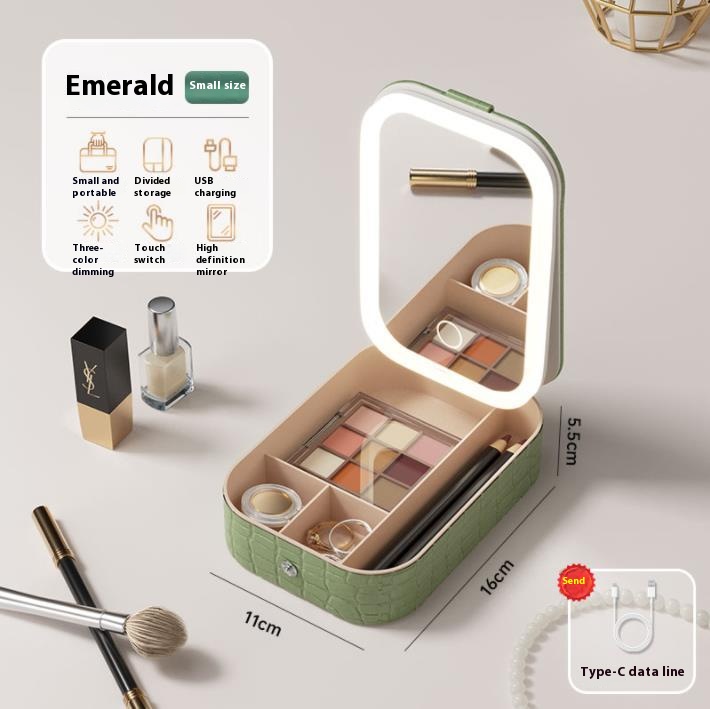 Emerald
Small size
Small and
portable
Divided
storage
USB
charging
Three-
color
dimming
Touch
switch
High
definition
mirror
YSL
5.5cm
16cm
11cm
Send
Type-C data line